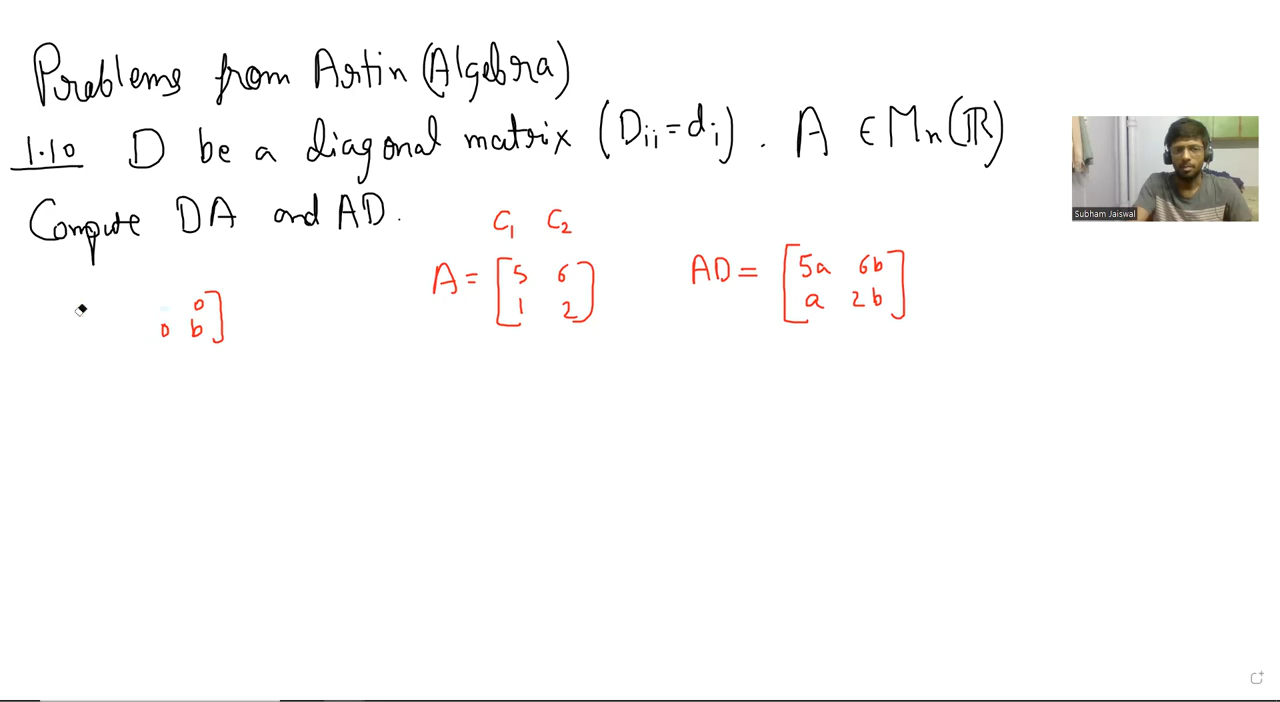 Problems from Artin (Algebra)
1.10 D be a diagonal matrix (Dᵢᵢ = dᵢ). A ∈ Mₙ(ℝ)
Compute DA and AD.
C₁ C₂
A = [5 6
1 2]
AD = [5a 6b
a 2b]
0
0 b]
Subham Jaiswal